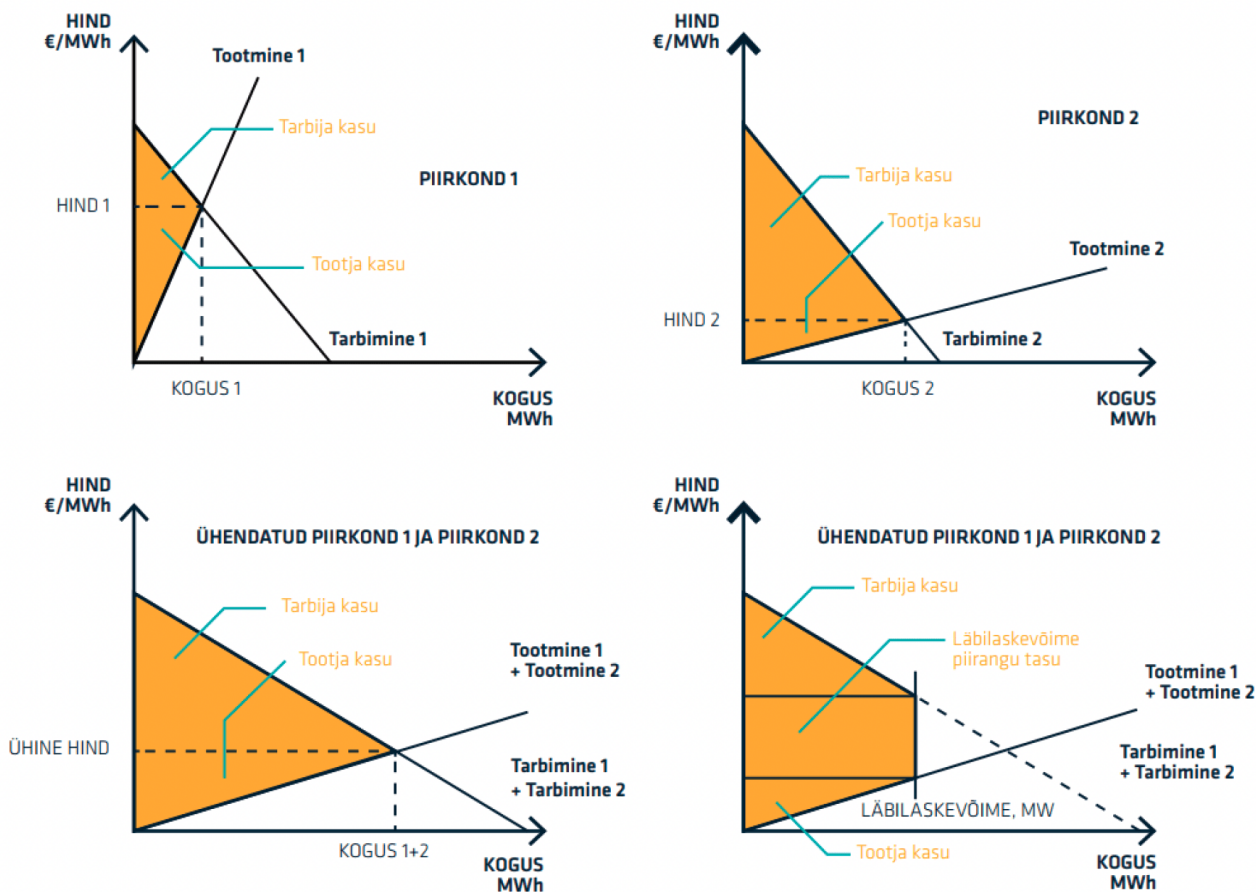 HIND
€/MWh
Tootmine 1
Tarbija kasu
PIIRKOND 1
HIND 1
Tootja kasu
Tarbimine 1
KOGUS 1
KOGUS
MWh
HIND
€/MWh
PIIRKOND 2
Tarbija kasu
Tootja kasu
Tootmine 2
HIND 2
Tarbimine 2
KOGUS 2
KOGUS
MWh
HIND
€/MWh
ÜHENDATUD PIIRKOND 1 JA PIIRKOND 2
Tarbija kasu
Tootja kasu
Tootmine 1
+ Tootmine 2
ÜHINE HIND
Tarbimine 1
+ Tarbimine 2
KOGUS 1+2
KOGUS
MWh
HIND
€/MWh
ÜHENDATUD PIIRKOND 1 JA PIIRKOND 2
Tarbija kasu
Läbilaskevõime
piirangu tasu
Tootmine 1
+ Tootmine 2
Tarbimine 1
+ Tarbimine 2
LÄBILASKEVÕIME, MW
Tootja kasu
KOGUS
MWh